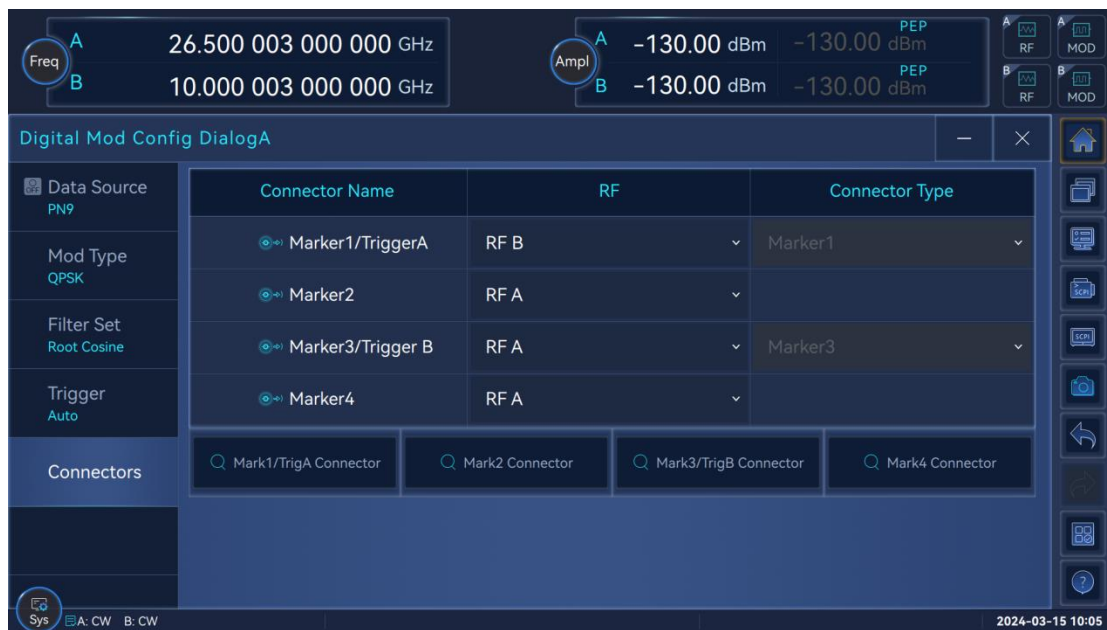 Freq
A 26.500 003 000 000 GHz
B 10.000 003 000 000 GHz
Ampl
PEP
A -130.00 dBm -130.00 dBm
PEP
B -130.00 dBm -130.00 dBm
A RF
A MOD
B RF
B MOD
Digital Mod Config DialogA
OFF Data Source
PN9
Mod Type
QPSK
Filter Set
Root Cosine
Trigger
Auto
Connectors
Connector Name RF Connector Type
Marker1/TriggerA RF B Marker1
Marker2 RF A
Marker3/Trigger B RF A Marker3
Marker4 RF A
Mark1/TrigA Connector Mark2 Connector Mark3/TrigB Connector Mark4 Connector
SCPI
SCPI
?
Sys
A: CW B: CW
2024-03-15 10:05